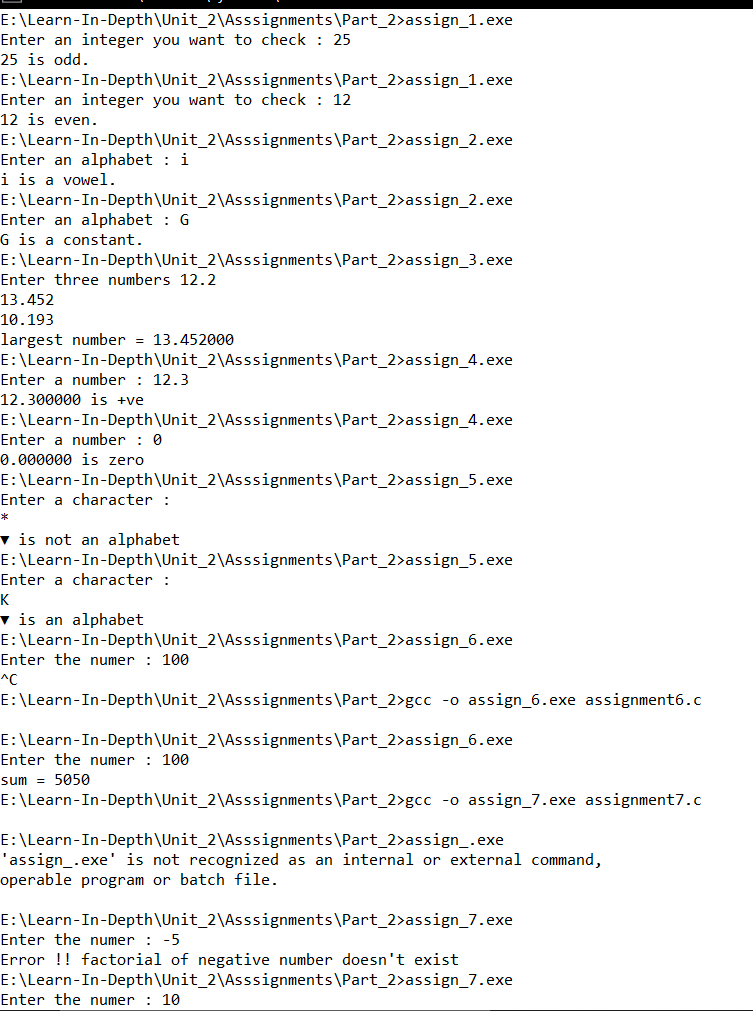 E:\Learn-In-Depth\Unit_2\Asssignments\Part_2>assign_1.exe
Enter an integer you want to check : 25
25 is odd.
E:\Learn-In-Depth\Unit_2\Asssignments\Part_2>assign_1.exe
Enter an integer you want to check : 12
12 is even.
E:\Learn-In-Depth\Unit_2\Asssignments\Part_2>assign_2.exe
Enter an alphabet : i
i is a vowel.
E:\Learn-In-Depth\Unit_2\Asssignments\Part_2>assign_2.exe
Enter an alphabet : G
G is a constant.
E:\Learn-In-Depth\Unit_2\Asssignments\Part_2>assign_3.exe
Enter three numbers 12.2
13.452
10.193
largest number = 13.452000
E:\Learn-In-Depth\Unit_2\Asssignments\Part_2>assign_4.exe
Enter a number : 12.3
12.300000 is +ve
E:\Learn-In-Depth\Unit_2\Asssignments\Part_2>assign_4.exe
Enter a number : 0
0.000000 is zero
E:\Learn-In-Depth\Unit_2\Asssignments\Part_2>assign_5.exe
Enter a character :
*
▼ is not an alphabet
E:\Learn-In-Depth\Unit_2\Asssignments\Part_2>assign_5.exe
Enter a character :
K
▼ is an alphabet
E:\Learn-In-Depth\Unit_2\Asssignments\Part_2>assign_6.exe
Enter the numer : 100
^C
E:\Learn-In-Depth\Unit_2\Asssignments\Part_2>gcc -o assign_6.exe assignment6.c
E:\Learn-In-Depth\Unit_2\Asssignments\Part_2>assign_6.exe
Enter the numer : 100
sum = 5050
E:\Learn-In-Depth\Unit_2\Asssignments\Part_2>gcc -o assign_7.exe assignment7.c
E:\Learn-In-Depth\Unit_2\Asssignments\Part_2>assign_.exe
'assign_.exe' is not recognized as an internal or external command,
operable program or batch file.
E:\Learn-In-Depth\Unit_2\Asssignments\Part_2>assign_7.exe
Enter the numer : -5
Error !! factorial of negative number doesn't exist
E:\Learn-In-Depth\Unit_2\Asssignments\Part_2>assign_7.exe
Enter the numer : 10